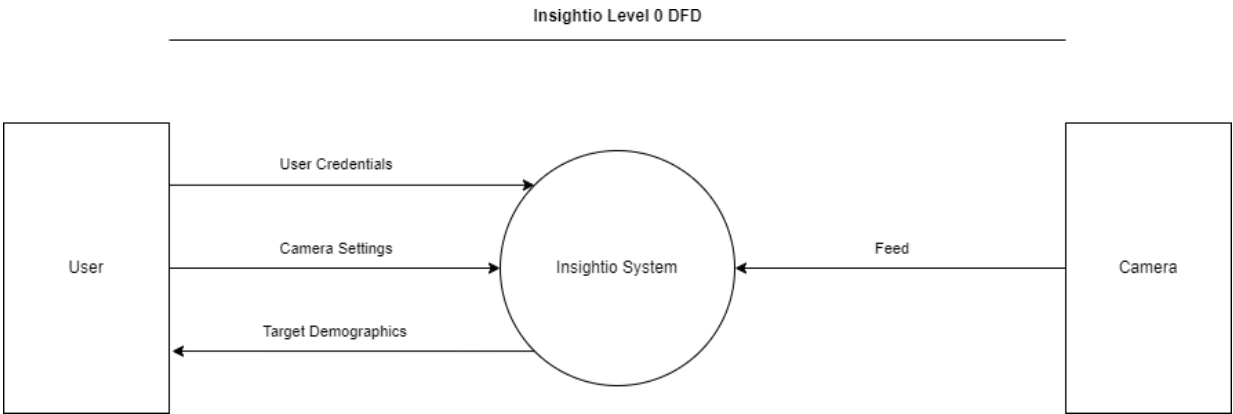 Insightio Level 0 DFD
User Credentials
Camera Settings
Feed
User
Insightio System
Camera
Target Demographics